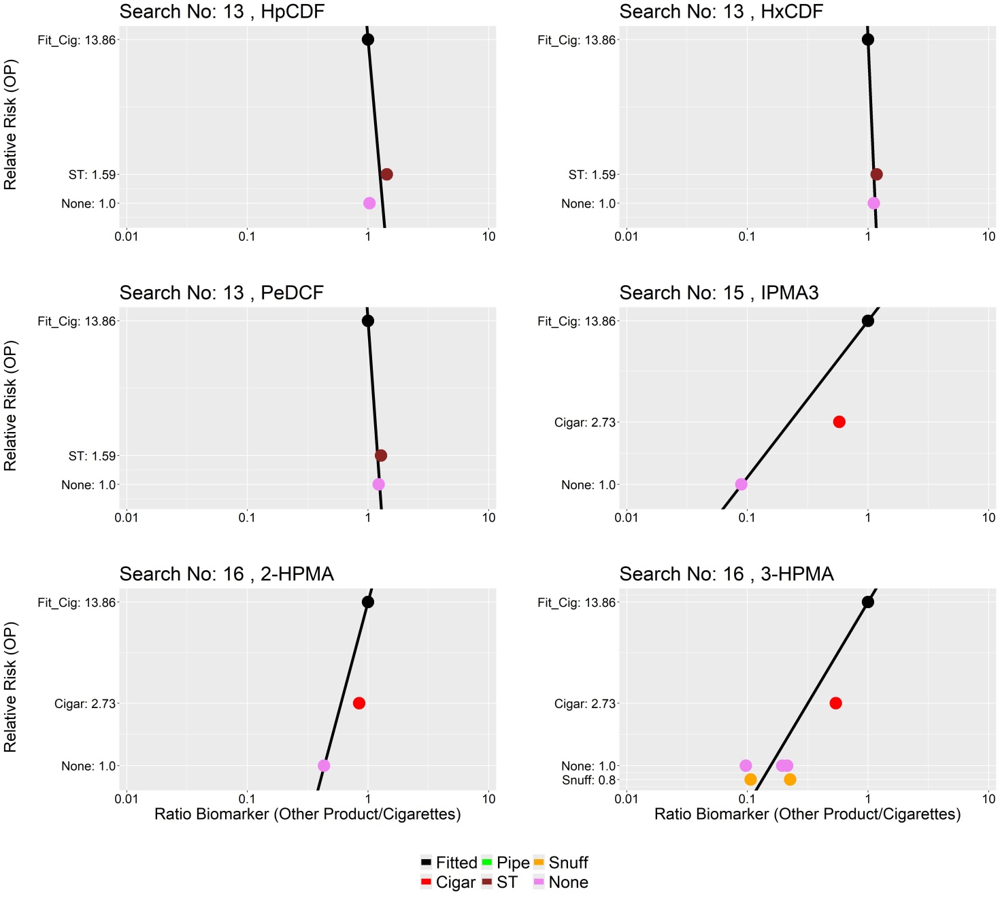 Search No: 13 , HpCDF
Relative Risk (OP)
Fit_Cig: 13.86
ST: 1.59
None: 1.0
0.01 0.1 1 10
Search No: 13 , HxCDF
Fit_Cig: 13.86
ST: 1.59
None: 1.0
0.01 0.1 1 10
Search No: 13 , PeDCF
Relative Risk (OP)
Fit_Cig: 13.86
ST: 1.59
None: 1.0
0.01 0.1 1 10
Search No: 15 , IPMA3
Fit_Cig: 13.86
Cigar: 2.73
None: 1.0
0.01 0.1 1 10
Search No: 16 , 2-HPMA
Relative Risk (OP)
Fit_Cig: 13.86
Cigar: 2.73
None: 1.0
0.01 0.1 1 10
Ratio Biomarker (Other Product/Cigarettes)
Search No: 16 , 3-HPMA
Fit_Cig: 13.86
Cigar: 2.73
None: 1.0
Snuff: 0.8
0.01 0.1 1 10
Ratio Biomarker (Other Product/Cigarettes)
Fitted Pipe Snuff
Cigar ST None